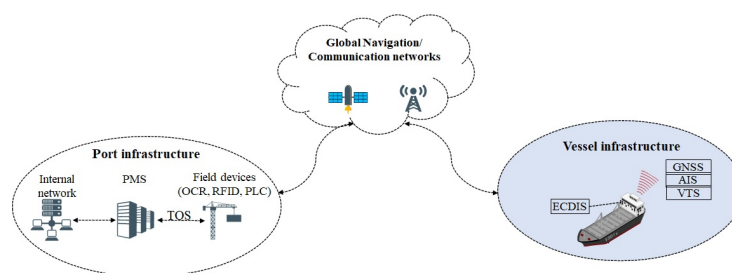 Global Navigation/
Communication networks
Port infrastructure
Internal
network
PMS
Field devices
(OCR, RFID, PLC)
TOS
Vessel infrastructure
GNSS
AIS
VTS
ECDIS